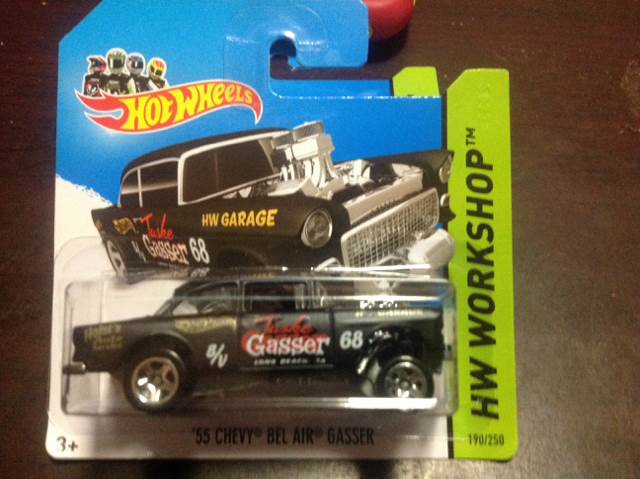 HOT WHEELS
HW GARAGE
Tuske
Gasser 68
B/V
Tuske
Gasser 68
LONG BEACH, CA
'55 CHEVY® BEL AIR® GASSER
3+
HW WORKSHOP™
190/250